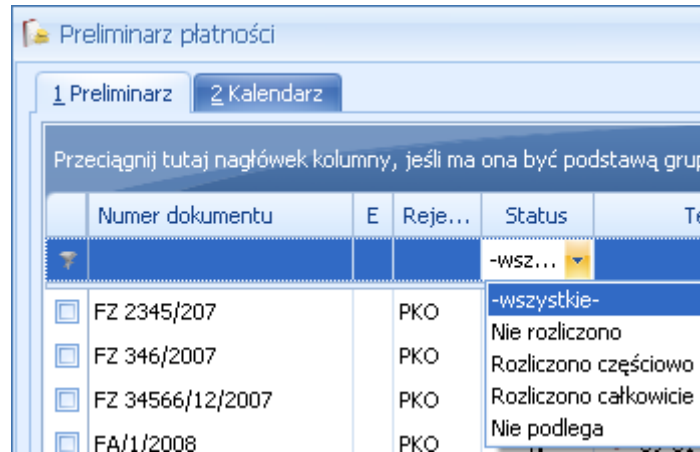 Preliminarz płatności
1 Preliminarz 2 Kalendarz
Przeciągnij tutaj nagłówek kolumny, jeśli ma ona być podstawą
Numer dokumentu E Reje... Status
-wsz...
-wszystkie-
FZ 2345/207 PKO
Nie rozliczono
FZ 346/2007 PKO
Rozliczono częściowo
FZ 34566/12/2007 PKO
Rozliczono całkowicie
Nie podlega
FA/1/2008 PKO